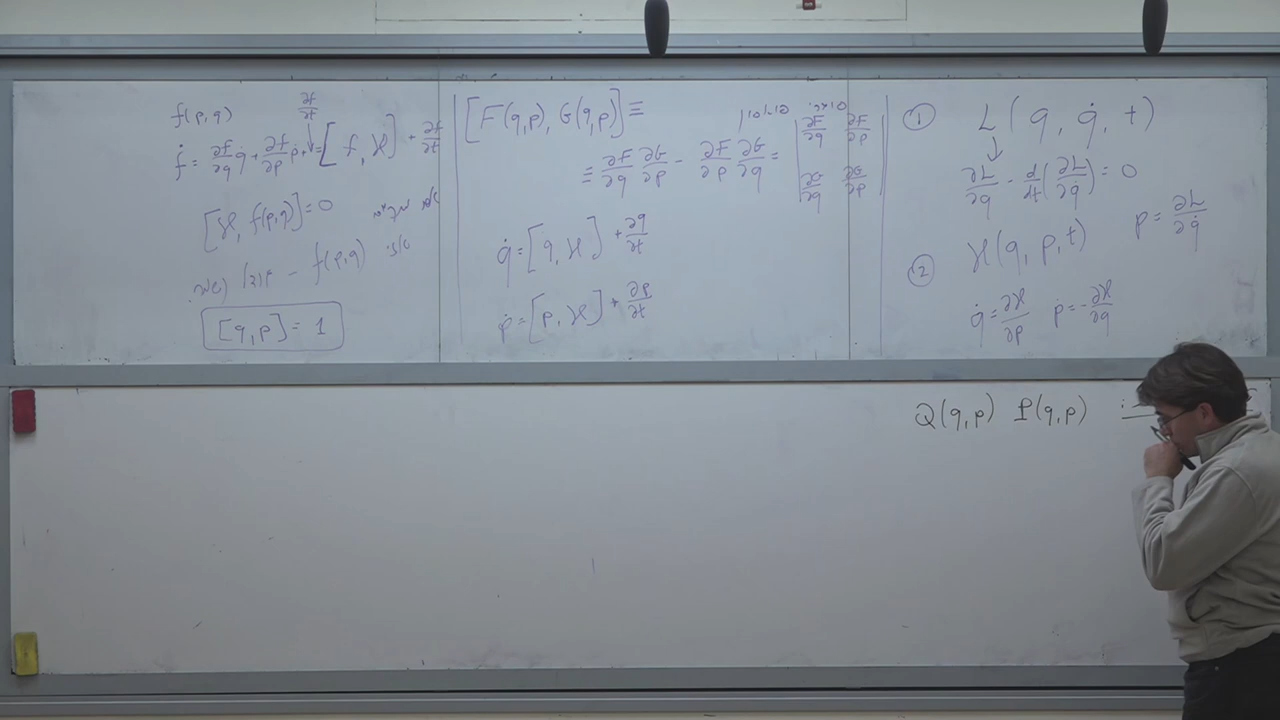 ① L(q, q̇, t)
↓
∂L/∂q - d/dt(∂L/∂q̇) = 0
p = ∂L/∂q̇
② ℋ(q, p, t)
q̇ = ∂ℋ/∂p ṗ = -∂ℋ/∂q
[F(q,p), G(q,p)] ≡
≡ ∂F/∂q ∂G/∂p - ∂F/∂p ∂G/∂q = | ∂F/∂q ∂F/∂p |
| ∂G/∂q ∂G/∂p |
q̇ = [q, ℋ] + ∂q/∂t
ṗ = [p, ℋ] + ∂p/∂t
f(p,q)
∂f/∂t
ḟ = ∂f/∂q q̇ + ∂f/∂p ṗ + = [f, ℋ] + ∂f/∂t
[ℋ, f(p,q)] = 0
f(p,q)
[q,p] = 1
Q(q,p) P(q,p)